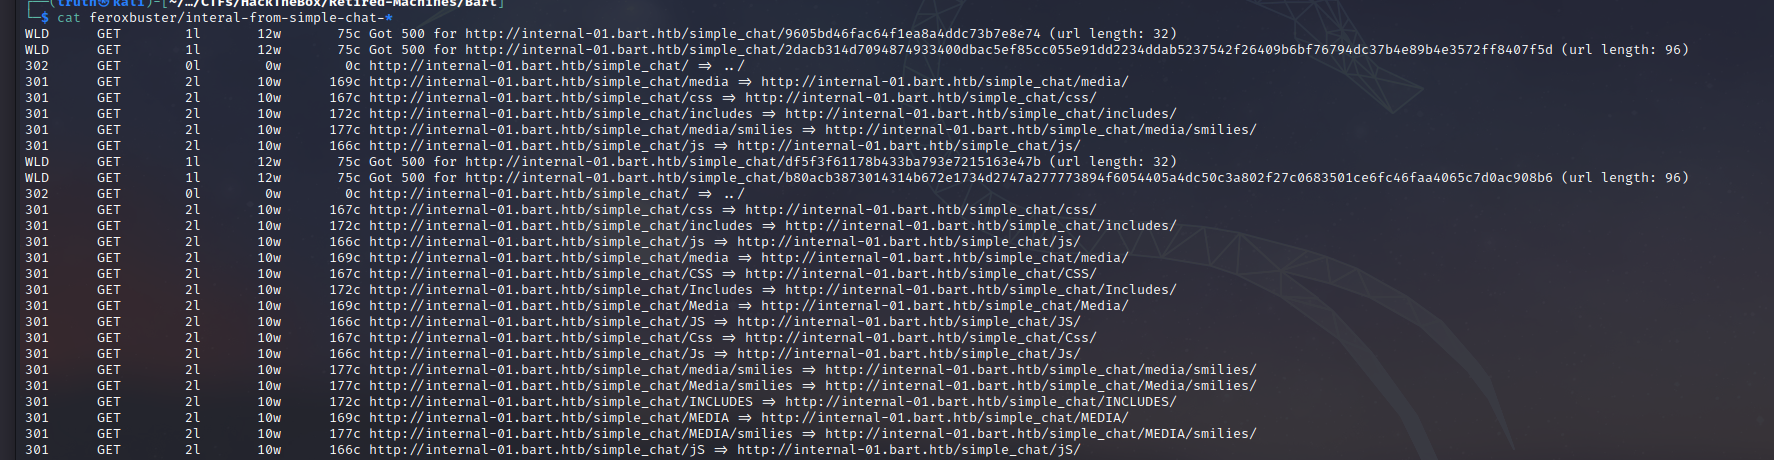 ┌──(truth㉿kali)-[~/…/CTFs/HackTheBox/Retired-Machines/Bart]
└─$ cat feroxbuster/interal-from-simple-chat-*
WLD GET 1l 12w 75c Got 500 for http://internal-01.bart.htb/simple_chat/9605bd46fac64f1ea8a4ddc73b7e8e74 (url length: 32)
WLD GET 1l 12w 75c Got 500 for http://internal-01.bart.htb/simple_chat/2dacb314d7094874933400dbac5ef85cc055e91dd2234ddab5237542f26409b6bf76794dc37b4e89b4e3572ff8407f5d (url length: 96)
302 GET 0l 0w 0c http://internal-01.bart.htb/simple_chat/ => ../
301 GET 2l 10w 169c http://internal-01.bart.htb/simple_chat/media => http://internal-01.bart.htb/simple_chat/media/
301 GET 2l 10w 167c http://internal-01.bart.htb/simple_chat/css => http://internal-01.bart.htb/simple_chat/css/
301 GET 2l 10w 172c http://internal-01.bart.htb/simple_chat/includes => http://internal-01.bart.htb/simple_chat/includes/
301 GET 2l 10w 177c http://internal-01.bart.htb/simple_chat/media/smilies => http://internal-01.bart.htb/simple_chat/media/smilies/
301 GET 2l 10w 166c http://internal-01.bart.htb/simple_chat/js => http://internal-01.bart.htb/simple_chat/js/
WLD GET 1l 12w 75c Got 500 for http://internal-01.bart.htb/simple_chat/df5f3f61178b433ba793e7215163e47b (url length: 32)
WLD GET 1l 12w 75c Got 500 for http://internal-01.bart.htb/simple_chat/b80acb3873014314b672e1734d2747a277773894f6054405a4dc50c3a802f27c0683501ce6fc46faa4065c7d0ac908b6 (url length: 96)
302 GET 0l 0w 0c http://internal-01.bart.htb/simple_chat/ => ../
301 GET 2l 10w 167c http://internal-01.bart.htb/simple_chat/css => http://internal-01.bart.htb/simple_chat/css/
301 GET 2l 10w 172c http://internal-01.bart.htb/simple_chat/includes => http://internal-01.bart.htb/simple_chat/includes/
301 GET 2l 10w 166c http://internal-01.bart.htb/simple_chat/js => http://internal-01.bart.htb/simple_chat/js/
301 GET 2l 10w 169c http://internal-01.bart.htb/simple_chat/media => http://internal-01.bart.htb/simple_chat/media/
301 GET 2l 10w 167c http://internal-01.bart.htb/simple_chat/CSS => http://internal-01.bart.htb/simple_chat/CSS/
301 GET 2l 10w 172c http://internal-01.bart.htb/simple_chat/Includes => http://internal-01.bart.htb/simple_chat/Includes/
301 GET 2l 10w 169c http://internal-01.bart.htb/simple_chat/Media => http://internal-01.bart.htb/simple_chat/Media/
301 GET 2l 10w 166c http://internal-01.bart.htb/simple_chat/JS => http://internal-01.bart.htb/simple_chat/JS/
301 GET 2l 10w 167c http://internal-01.bart.htb/simple_chat/Css => http://internal-01.bart.htb/simple_chat/Css/
301 GET 2l 10w 166c http://internal-01.bart.htb/simple_chat/Js => http://internal-01.bart.htb/simple_chat/Js/
301 GET 2l 10w 177c http://internal-01.bart.htb/simple_chat/media/smilies => http://internal-01.bart.htb/simple_chat/media/smilies/
301 GET 2l 10w 177c http://internal-01.bart.htb/simple_chat/Media/smilies => http://internal-01.bart.htb/simple_chat/Media/smilies/
301 GET 2l 10w 172c http://internal-01.bart.htb/simple_chat/INCLUDES => http://internal-01.bart.htb/simple_chat/INCLUDES/
301 GET 2l 10w 169c http://internal-01.bart.htb/simple_chat/MEDIA => http://internal-01.bart.htb/simple_chat/MEDIA/
301 GET 2l 10w 177c http://internal-01.bart.htb/simple_chat/MEDIA/smilies => http://internal-01.bart.htb/simple_chat/MEDIA/smilies/
301 GET 2l 10w 166c http://internal-01.bart.htb/simple_chat/jS => http://internal-01.bart.htb/simple_chat/jS/